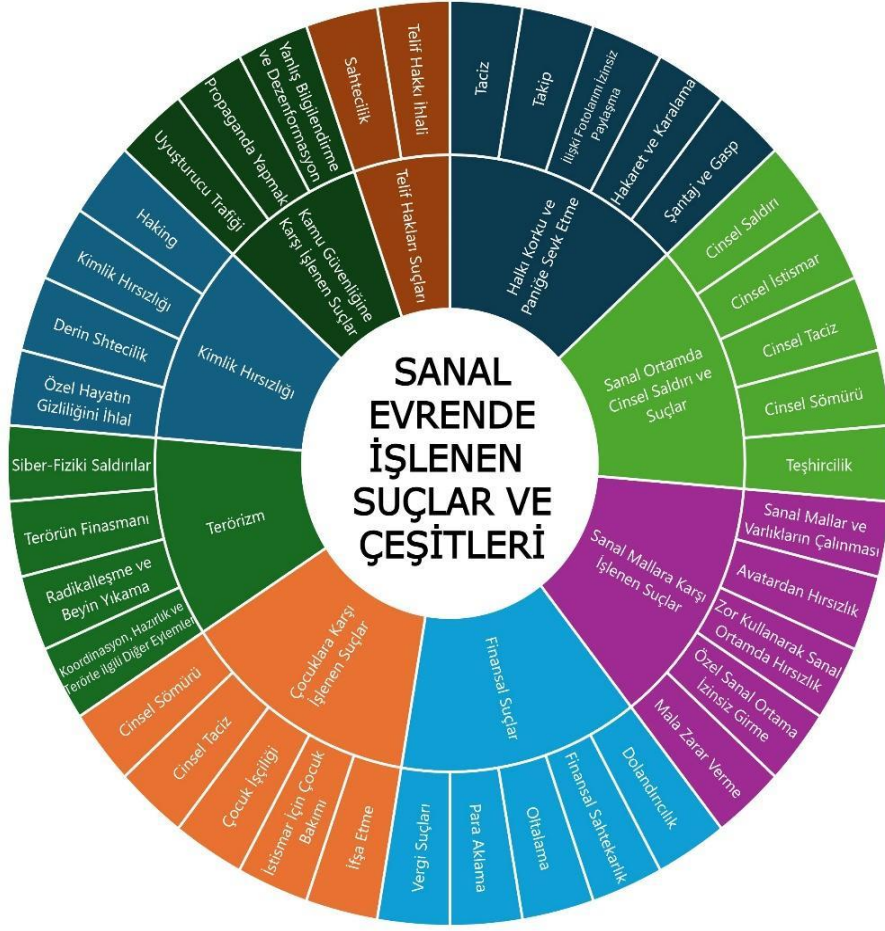 SANAL
EVRENDE
İŞLENEN
SUÇLAR VE
ÇEŞİTLERİ
Halkı Korku ve
Paniğe Sevk Etme
Taciz
Takip
İlişki Fotolarını İzinsiz
Paylaşma
Hakaret ve Karalama
Şantaj ve Gasp
Sanal Ortamda
Cinsel Saldırı ve
Suçlar
Cinsel Saldırı
Cinsel İstismar
Cinsel Taciz
Cinsel Sömürü
Teşhircilik
Sanal Mallara Karşı
İşlenen Suçlar
Sanal Mallar ve
Varlıkların Çalınması
Avatardan Hırsızlık
Zor Kullanarak Sanal
Ortamda Hırsızlık
Özel Sanal Ortama
İzinsiz Girme
Mala Zarar Verme
Finansal Suçlar
Dolandırıcılık
Finansal Sahtekarlık
Oltalama
Para Aklama
Vergi Suçları
Çocuklara Karşı
İşlenen Suçlar
İfşa Etme
İstismar İçin Çocuk
Bakımı
Çocuk İşçiliği
Cinsel Taciz
Cinsel Sömürü
Terörizm
Koordinasyon, Hazırlık ve
Terörle ilgili Diğer Eylemler
Radikalleşme ve
Beyin Yıkama
Terörün Finasmanı
Siber-Fiziki Saldırılar
Kimlik Hırsızlığı
Özel Hayatın
Gizliliğini İhlal
Derin Shtecilik
Kimlik Hırsızlığı
Haking
Kamu Güvenliğine
Karşı İşlenen Suçlar
Uyuşturucu Trafiği
Propaganda Yapmak
Yanlış Bilgilendirme
ve Dezenformasyon
Telif Hakları Suçları
Sahtecilik
Telif Hakkı İhlali